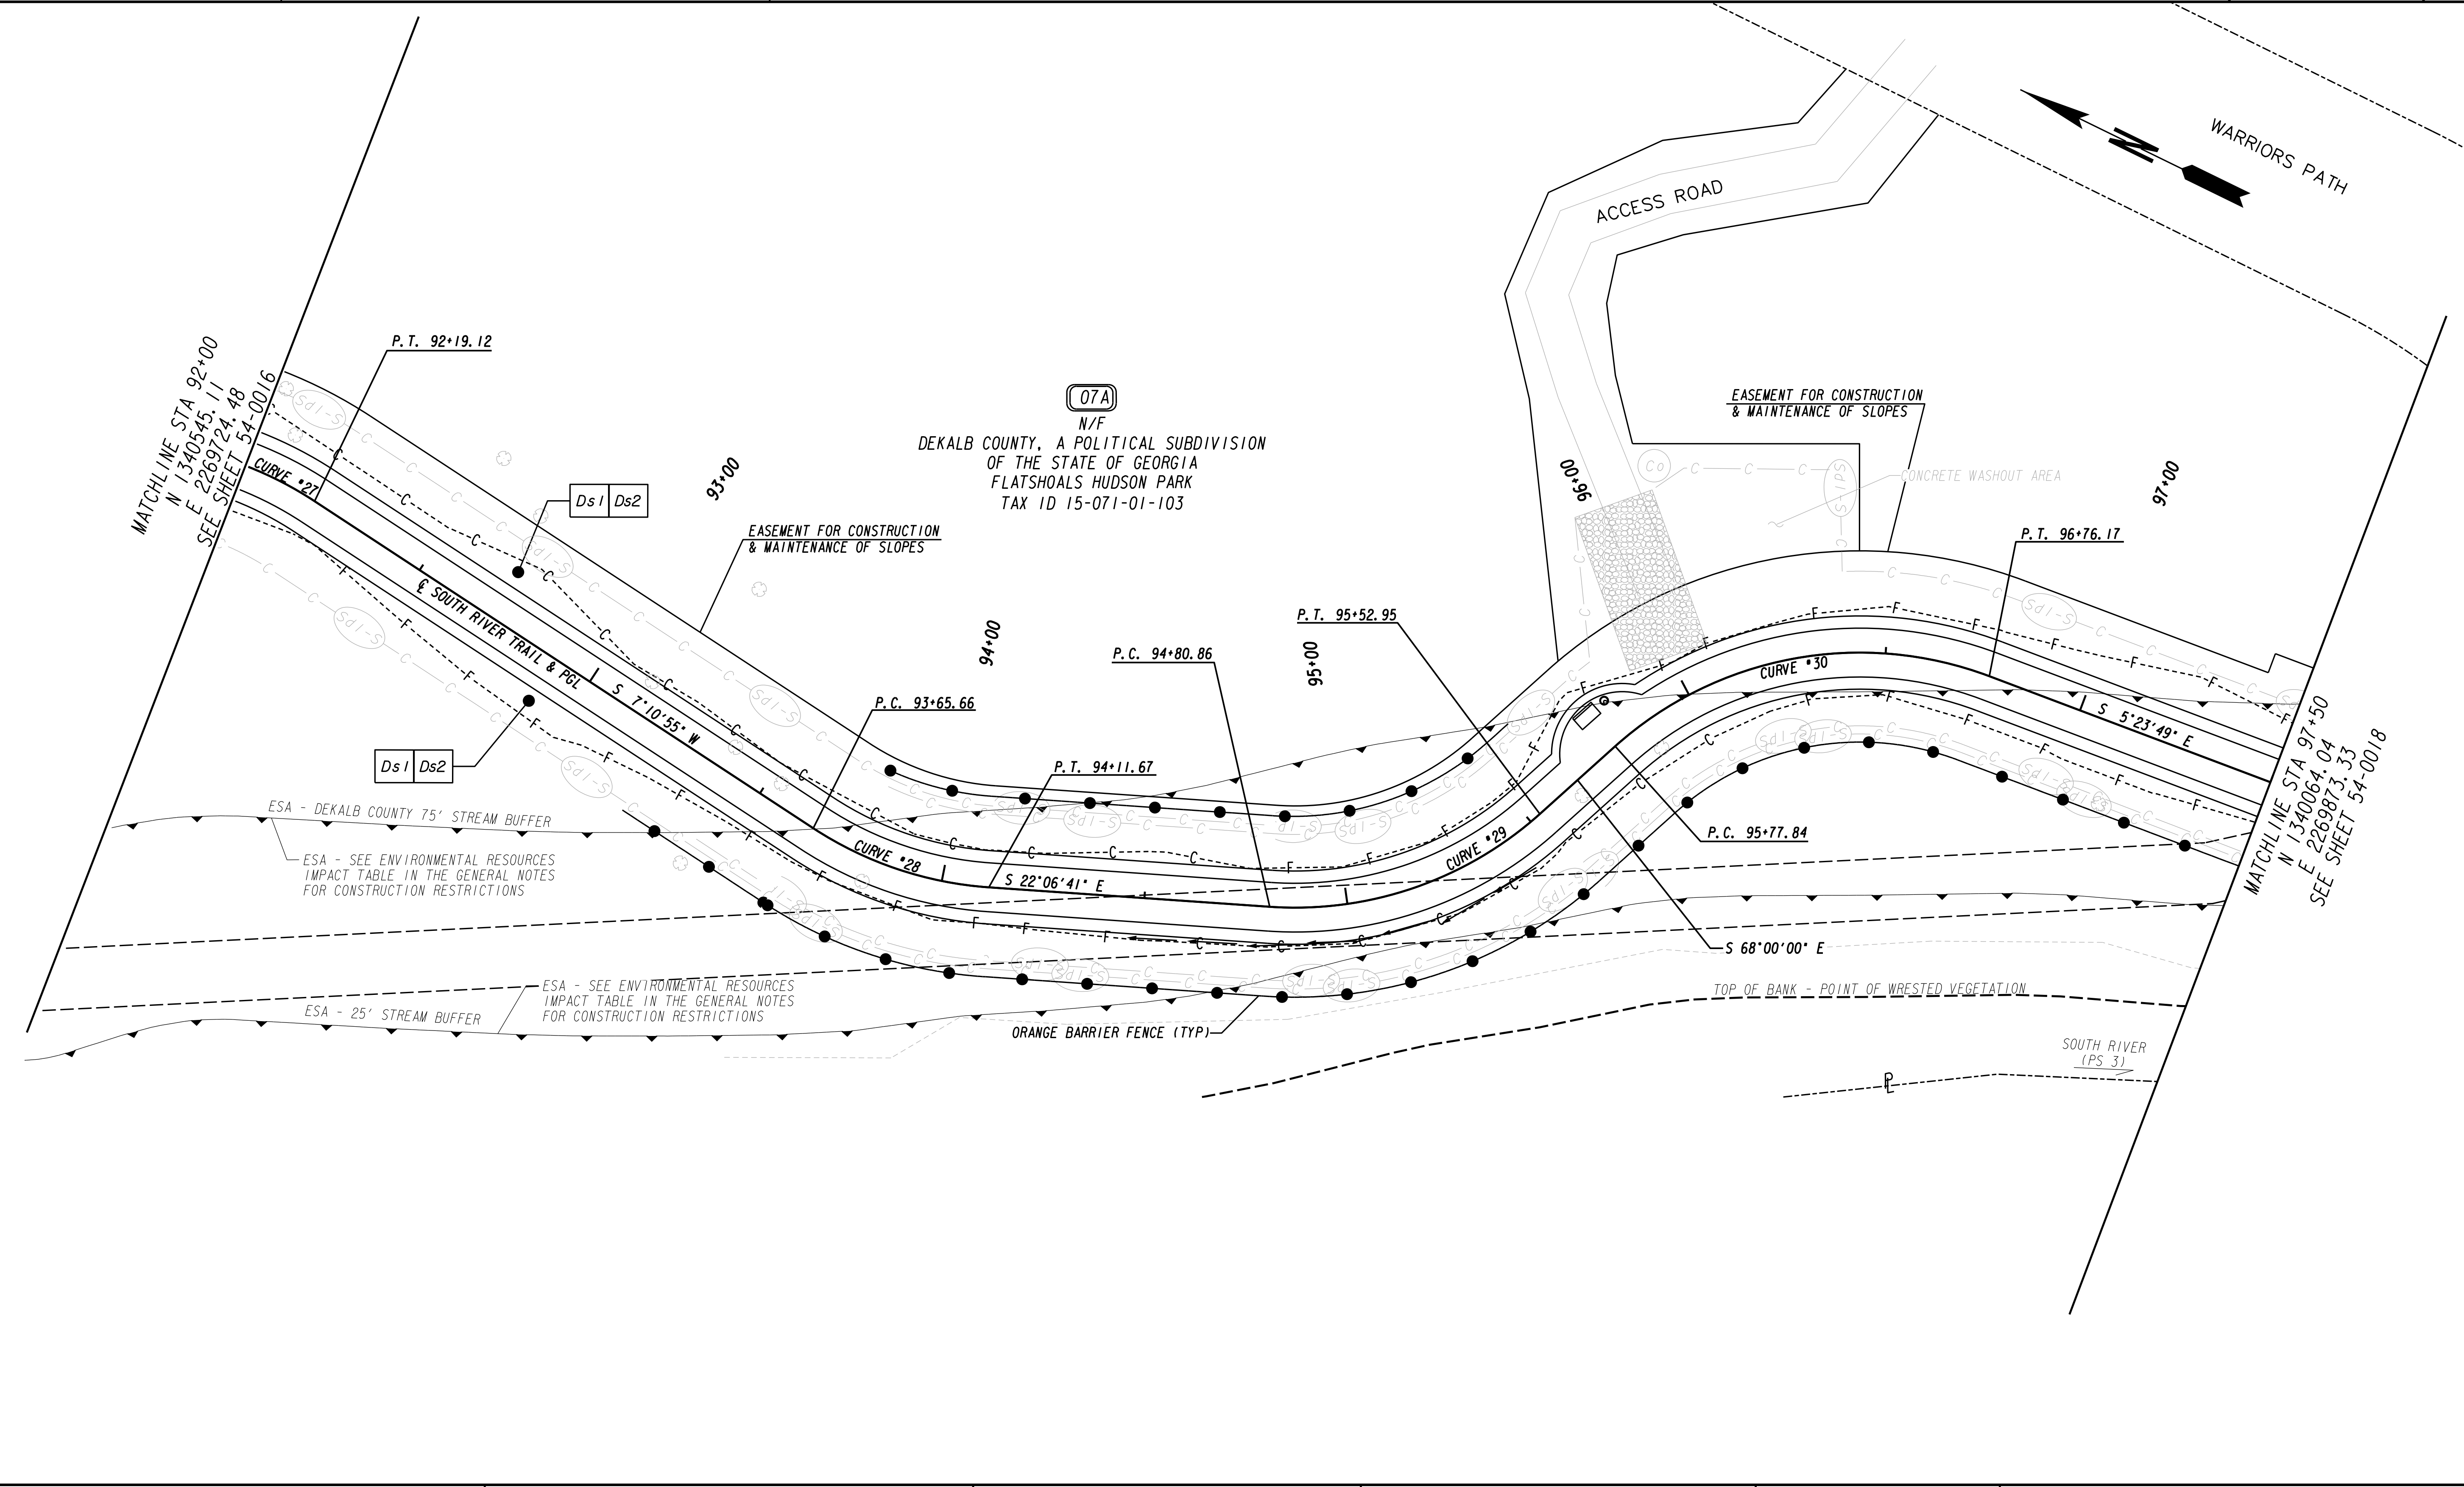 WARRIORS PATH
N
ACCESS ROAD
MATCHLINE STA 92+00
N 1340545.11
E 2269724.48
SEE SHEET 54-0016
P.T. 92+19.12
CURVE #27
Sd1-S
C
F
Ds1 Ds2
93+00
07A
N/F
DEKALB COUNTY, A POLITICAL SUBDIVISION
OF THE STATE OF GEORGIA
FLATSHOALS HUDSON PARK
TAX ID 15-071-01-103
EASEMENT FOR CONSTRUCTION
& MAINTENANCE OF SLOPES
EASEMENT FOR CONSTRUCTION
& MAINTENANCE OF SLOPES
96+00
Co
CONCRETE WASHOUT AREA
97+00
P.T. 96+76.17
℄ SOUTH RIVER TRAIL & PGL
S 7°10'55" W
94+00
95+00
P.T. 95+52.95
P.C. 94+80.86
P.C. 93+65.66
CURVE #30
S 5°23'49" E
Ds1 Ds2
P.T. 94+11.67
CURVE #28
S 22°06'41" E
CURVE #29
P.C. 95+77.84
S 68°00'00" E
MATCHLINE STA 97+50
N 1340064.04
E 2269873.33
SEE SHEET 54-0018
ESA - DEKALB COUNTY 75' STREAM BUFFER
ESA - SEE ENVIRONMENTAL RESOURCES
IMPACT TABLE IN THE GENERAL NOTES
FOR CONSTRUCTION RESTRICTIONS
ESA - SEE ENVIRONMENTAL RESOURCES
IMPACT TABLE IN THE GENERAL NOTES
FOR CONSTRUCTION RESTRICTIONS
ESA - 25' STREAM BUFFER
ORANGE BARRIER FENCE (TYP)
TOP OF BANK - POINT OF WRESTED VEGETATION
SOUTH RIVER
(PS 3)
PL